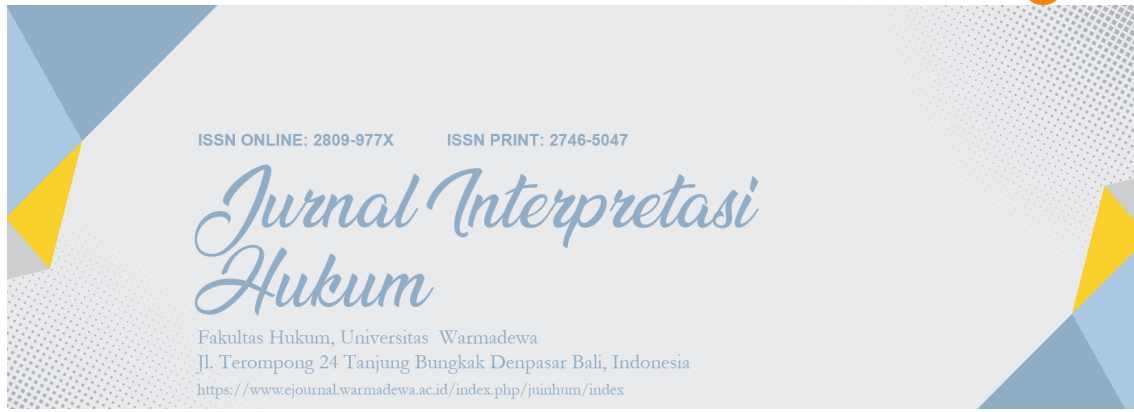 ISSN ONLINE: 2809-977X ISSN PRINT: 2746-5047
Jurnal Interpretasi
Hukum
Fakultas Hukum, Universitas Warmadewa
Jl. Terompong 24 Tanjung Bungkak Denpasar Bali, Indonesia
https://www.ejournal.warmadewa.ac.id/index.php/juinhum/index